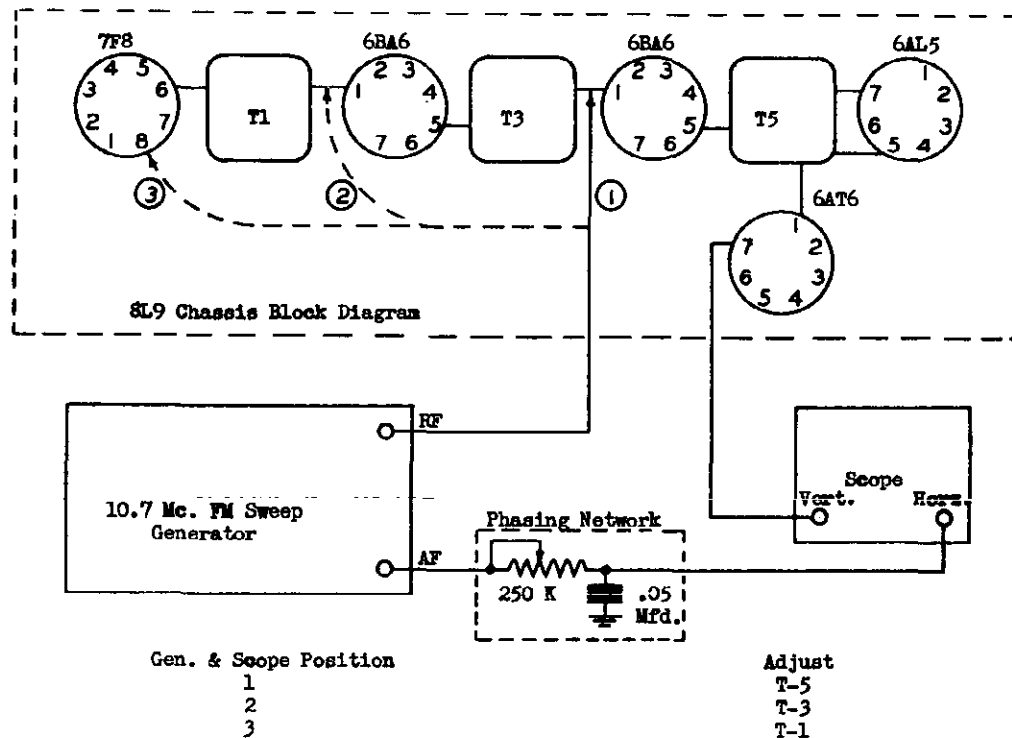 7F8
6BA6
6BA6
6AL5
4 5
3 6
2 7
1 8
T1
2 3
1 4
5
7 6
T3
2 3
1 4
5
7 6
T5
1
7 2
6 3
5 4
3
2
1
6AT6
1
7 2
6 3
5 4
8L9 Chassis Block Diagram
RF
10.7 Mc. FM Sweep
Generator
AF
Phasing Network
250 K
.05
Mfd.
Scope
Vert.
Horz.
Gen. & Scope Position
Adjust
1
T-5
2
T-3
3
T-1